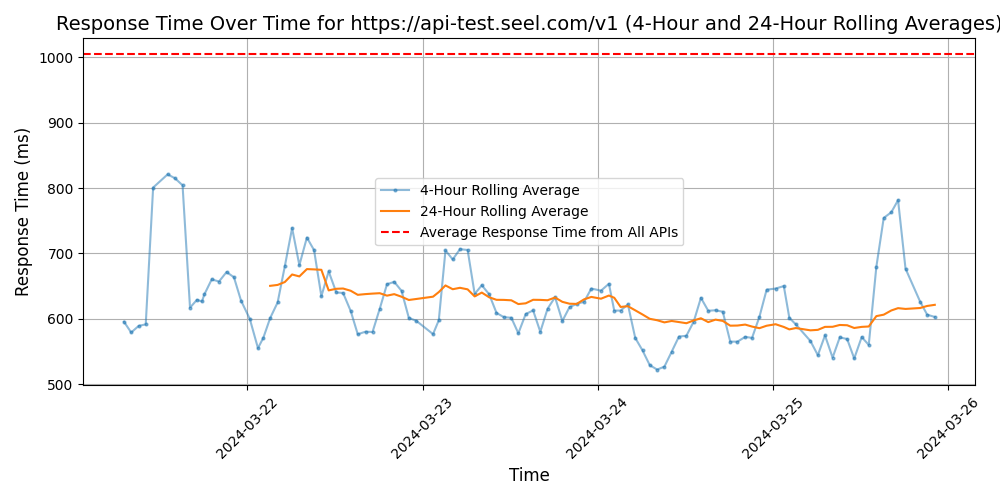 Response Time Over Time for https://api-test.seel.com/v1 (4-Hour and 24-Hour Rolling Averages)
Response Time (ms)
1000
900
800
700
600
500
4-Hour Rolling Average
24-Hour Rolling Average
Average Response Time from All APIs
2024-03-22
2024-03-23
2024-03-24
2024-03-25
2024-03-26
Time